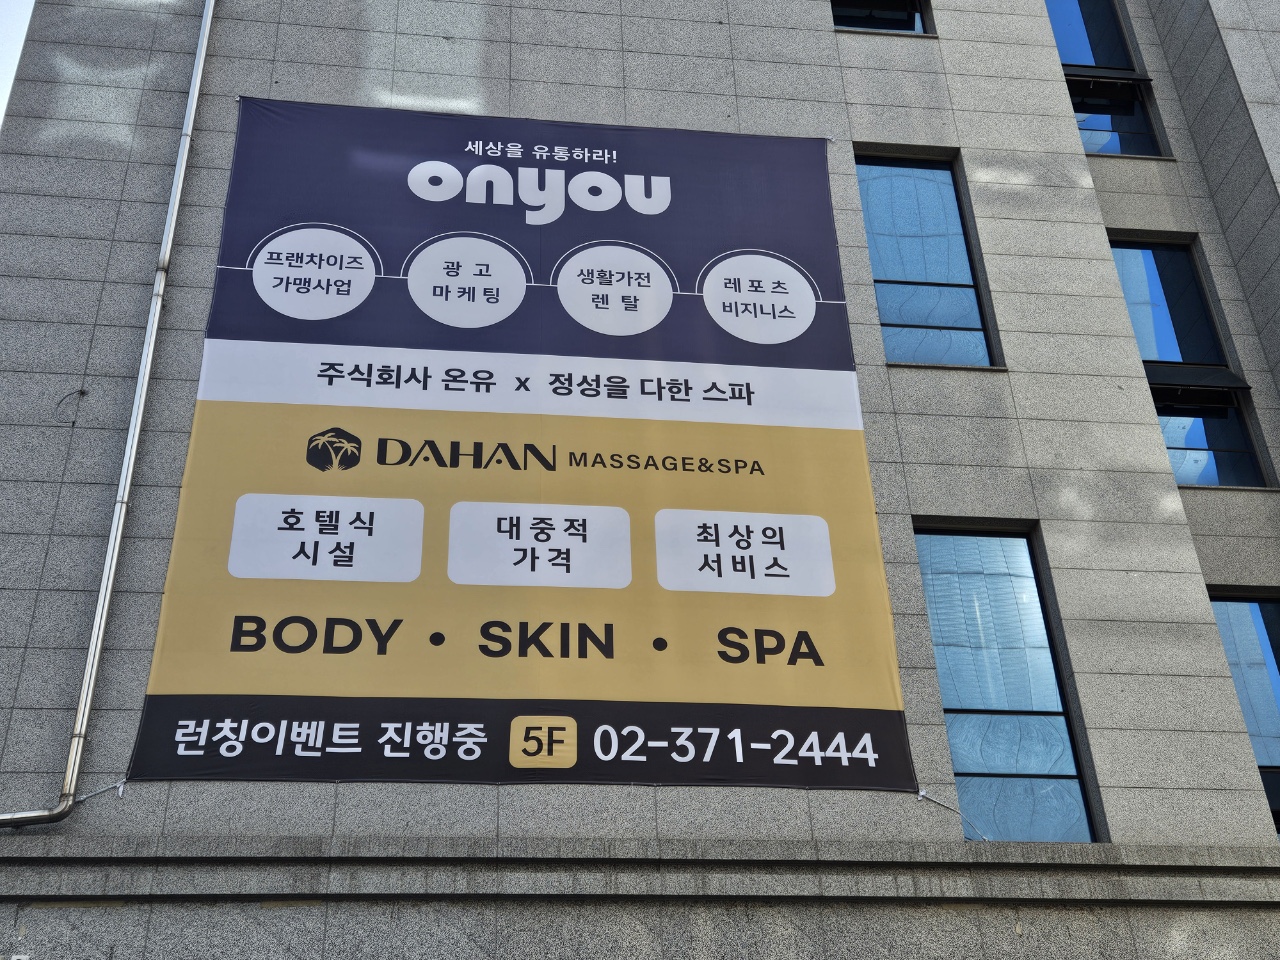 세상을 유통하라!
onyou
프랜차이즈
가맹사업
광 고
마 케 팅
생활가전
렌 탈
레 포 츠
비지니스
주식회사 온유 x 정성을 다한 스파
DAHAN MASSAGE&SPA
호텔식
시설
대중적
가격
최상의
서비스
BODY • SKIN • SPA
런칭이벤트 진행중 5F 02-371-2444